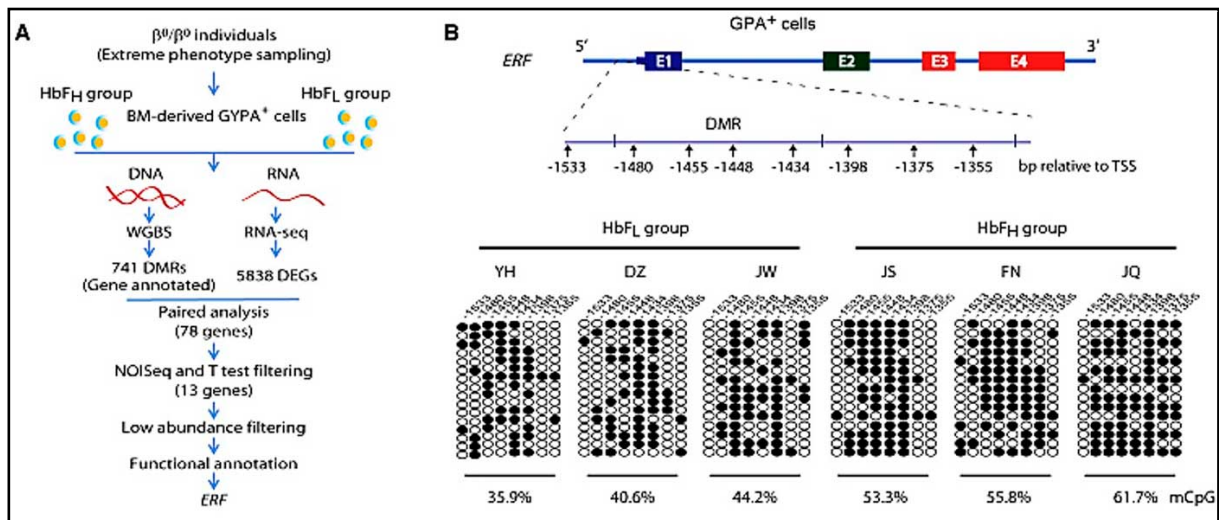 A
β⁰/β⁰ individuals
(Extreme phenotype sampling)
HbFH group
HbFL group
BM-derived GYPA⁺ cells
DNA
RNA
WGBS
RNA-seq
741 DMRs
(Gene annotated)
5838 DEGs
Paired analysis
(78 genes)
NOISeq and T test filtering
(13 genes)
Low abundance filtering
Functional annotation
ERF
B
GPA⁺ cells
5′
3′
ERF
E1
E2
E3
E4
DMR
-1533 -1480 -1455 -1448 -1434 -1398 -1375 -1355 bp relative to TSS
HbFL group
HbFH group
YH DZ JW JS FN JQ
35.9% 40.6% 44.2% 53.3% 55.8% 61.7% mCpG